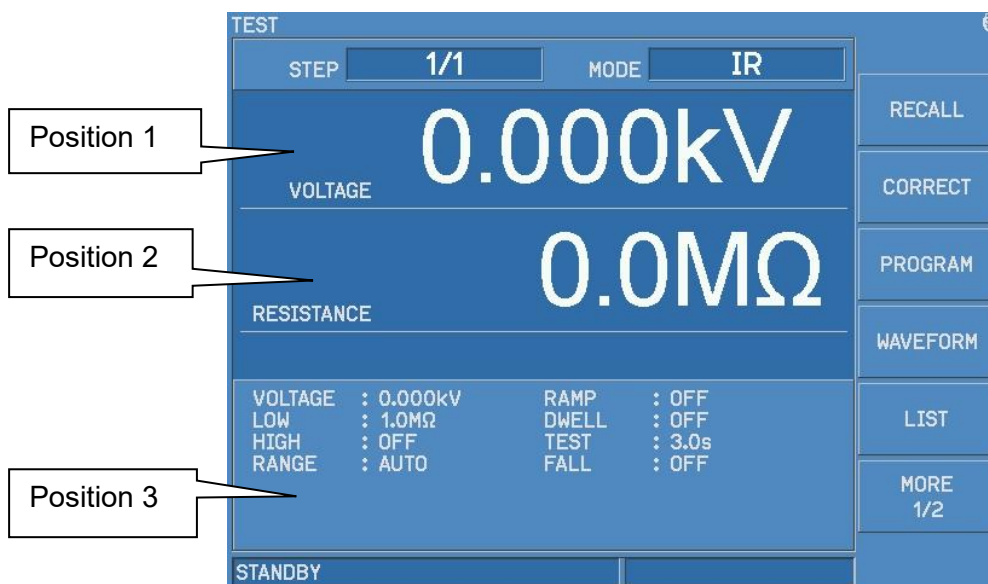 TEST
STEP 1/1 MODE IR
Position 1
0.000kV
VOLTAGE
Position 2
0.0MΩ
RESISTANCE
VOLTAGE : 0.000kV RAMP : OFF
LOW : 1.0MΩ DWELL : OFF
HIGH : OFF TEST : 3.0s
RANGE : AUTO FALL : OFF
Position 3
STANDBY
RECALL
CORRECT
PROGRAM
WAVEFORM
LIST
MORE
1/2